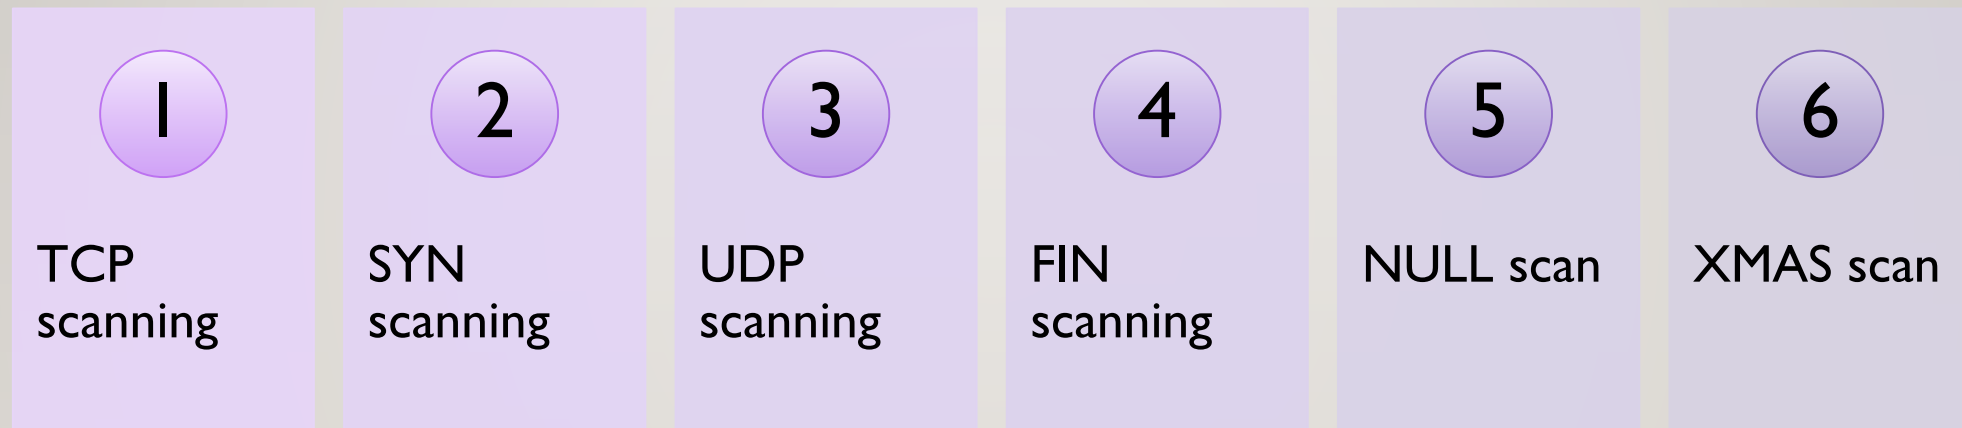 1
TCP
scanning
2
SYN
scanning
3
UDP
scanning
4
FIN
scanning
5
NULL scan
6
XMAS scan